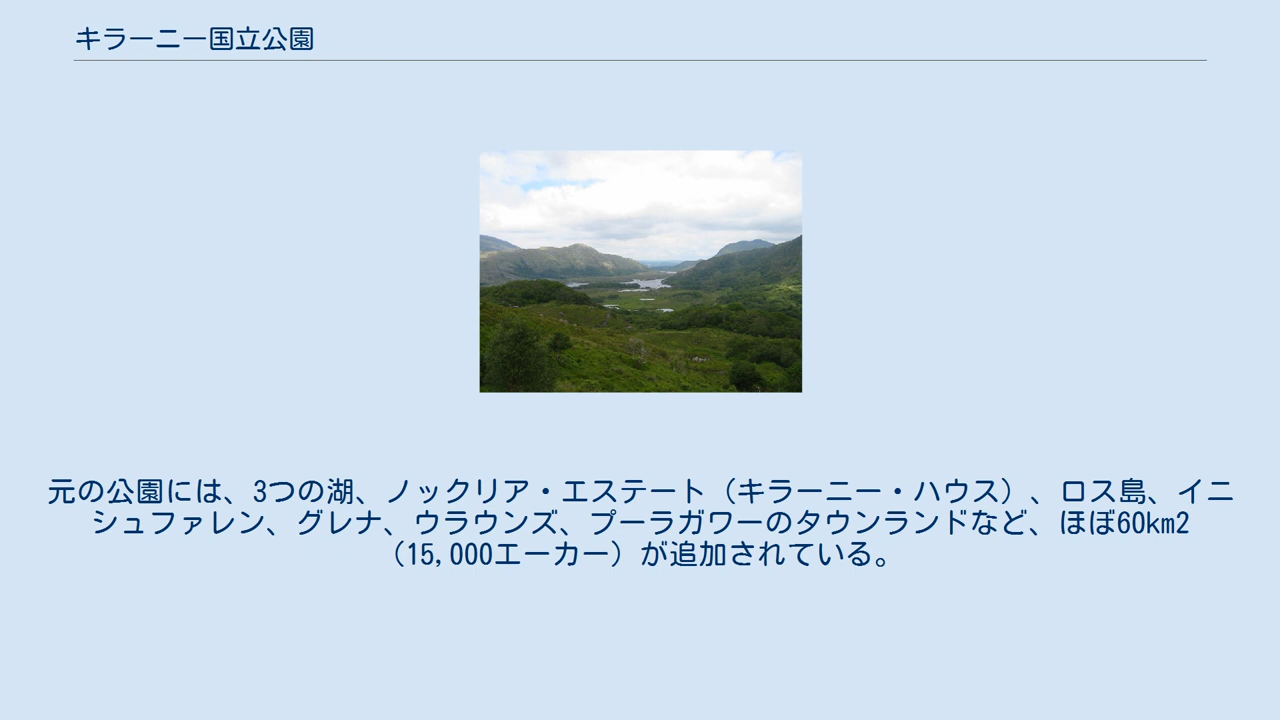 キラーニー国立公園
元の公園には、3つの湖、ノックリア・エステート（キラーニー・ハウス）、ロス島、イニ
シュファレン、グレナ、ウラウンズ、プーラガワーのタウンランドなど、ほぼ60km2
（15,000エーカー）が追加されている。